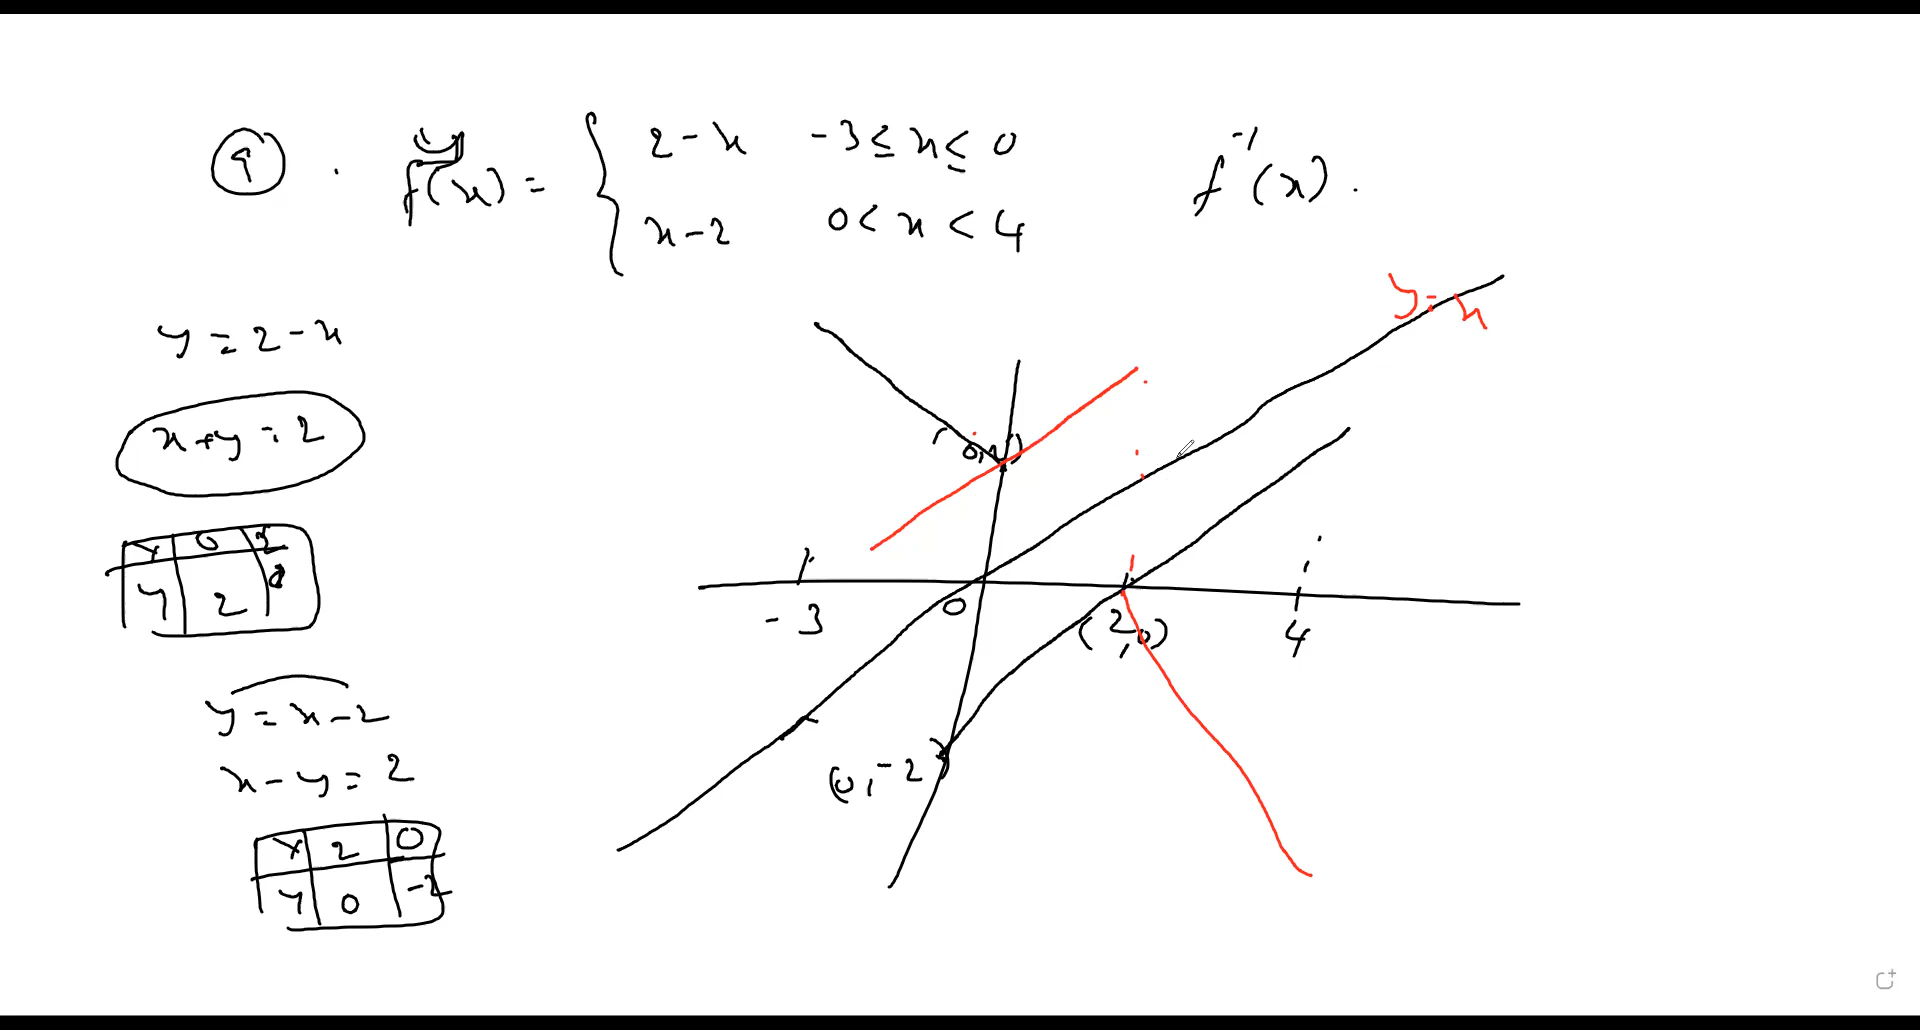 9 . f(x) = { 2-x -3 ≤ x ≤ 0
x-2 0 < x < 4
f⁻¹(x).
y = 2-x
x+y = 2
x 0 2
y 2 0
y = x-2
x-y = 2
x 2 0
y 0 -2
y = x
(0,2)
-3 0 (2,0) 4
(0,-2)